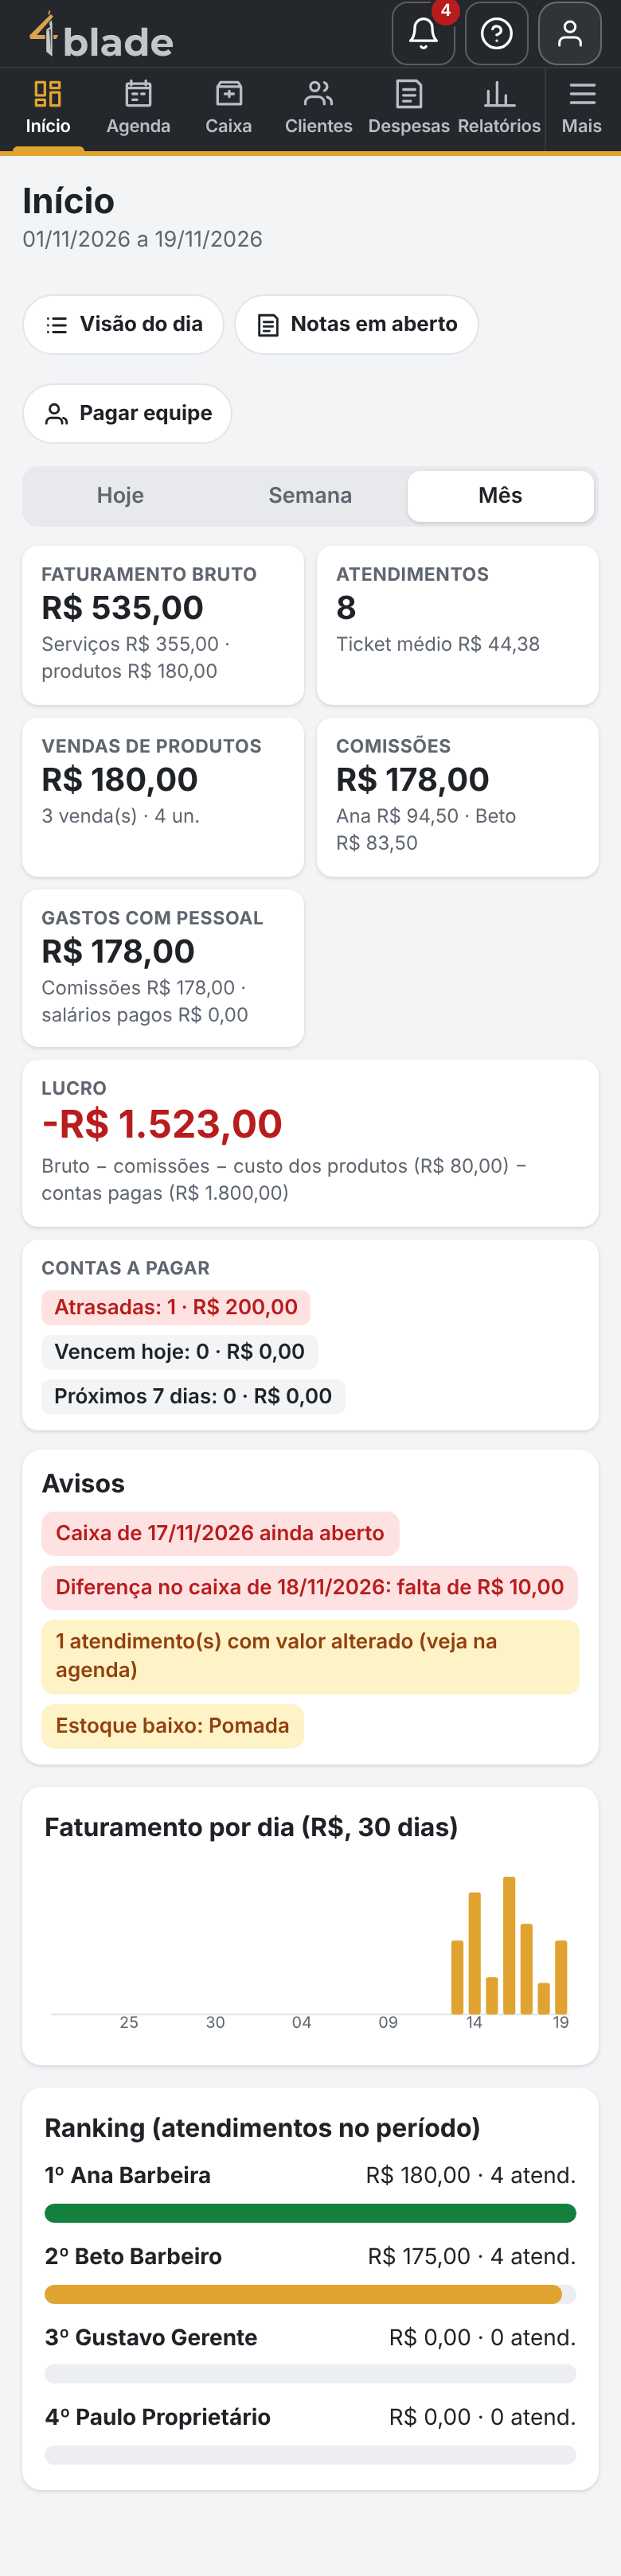 4blade
4
Início
Agenda
Caixa
Clientes
Despesas
Relatórios
Mais
Início
01/11/2026 a 19/11/2026
Visão do dia
Notas em aberto
Pagar equipe
Hoje
Semana
Mês
FATURAMENTO BRUTO
R$ 535,00
Serviços R$ 355,00 ·
produtos R$ 180,00
ATENDIMENTOS
8
Ticket médio R$ 44,38
VENDAS DE PRODUTOS
R$ 180,00
3 venda(s) · 4 un.
COMISSÕES
R$ 178,00
Ana R$ 94,50 · Beto
R$ 83,50
GASTOS COM PESSOAL
R$ 178,00
Comissões R$ 178,00 ·
salários pagos R$ 0,00
LUCRO
-R$ 1.523,00
Bruto − comissões − custo dos produtos (R$ 80,00) −
contas pagas (R$ 1.800,00)
CONTAS A PAGAR
Atrasadas: 1 · R$ 200,00
Vencem hoje: 0 · R$ 0,00
Próximos 7 dias: 0 · R$ 0,00
Avisos
Caixa de 17/11/2026 ainda aberto
Diferença no caixa de 18/11/2026: falta de R$ 10,00
1 atendimento(s) com valor alterado (veja na
agenda)
Estoque baixo: Pomada
Faturamento por dia (R$, 30 dias)
25 30 04 09 14 19
Ranking (atendimentos no período)
1º Ana Barbeira R$ 180,00 · 4 atend.
2º Beto Barbeiro R$ 175,00 · 4 atend.
3º Gustavo Gerente R$ 0,00 · 0 atend.
4º Paulo Proprietário R$ 0,00 · 0 atend.